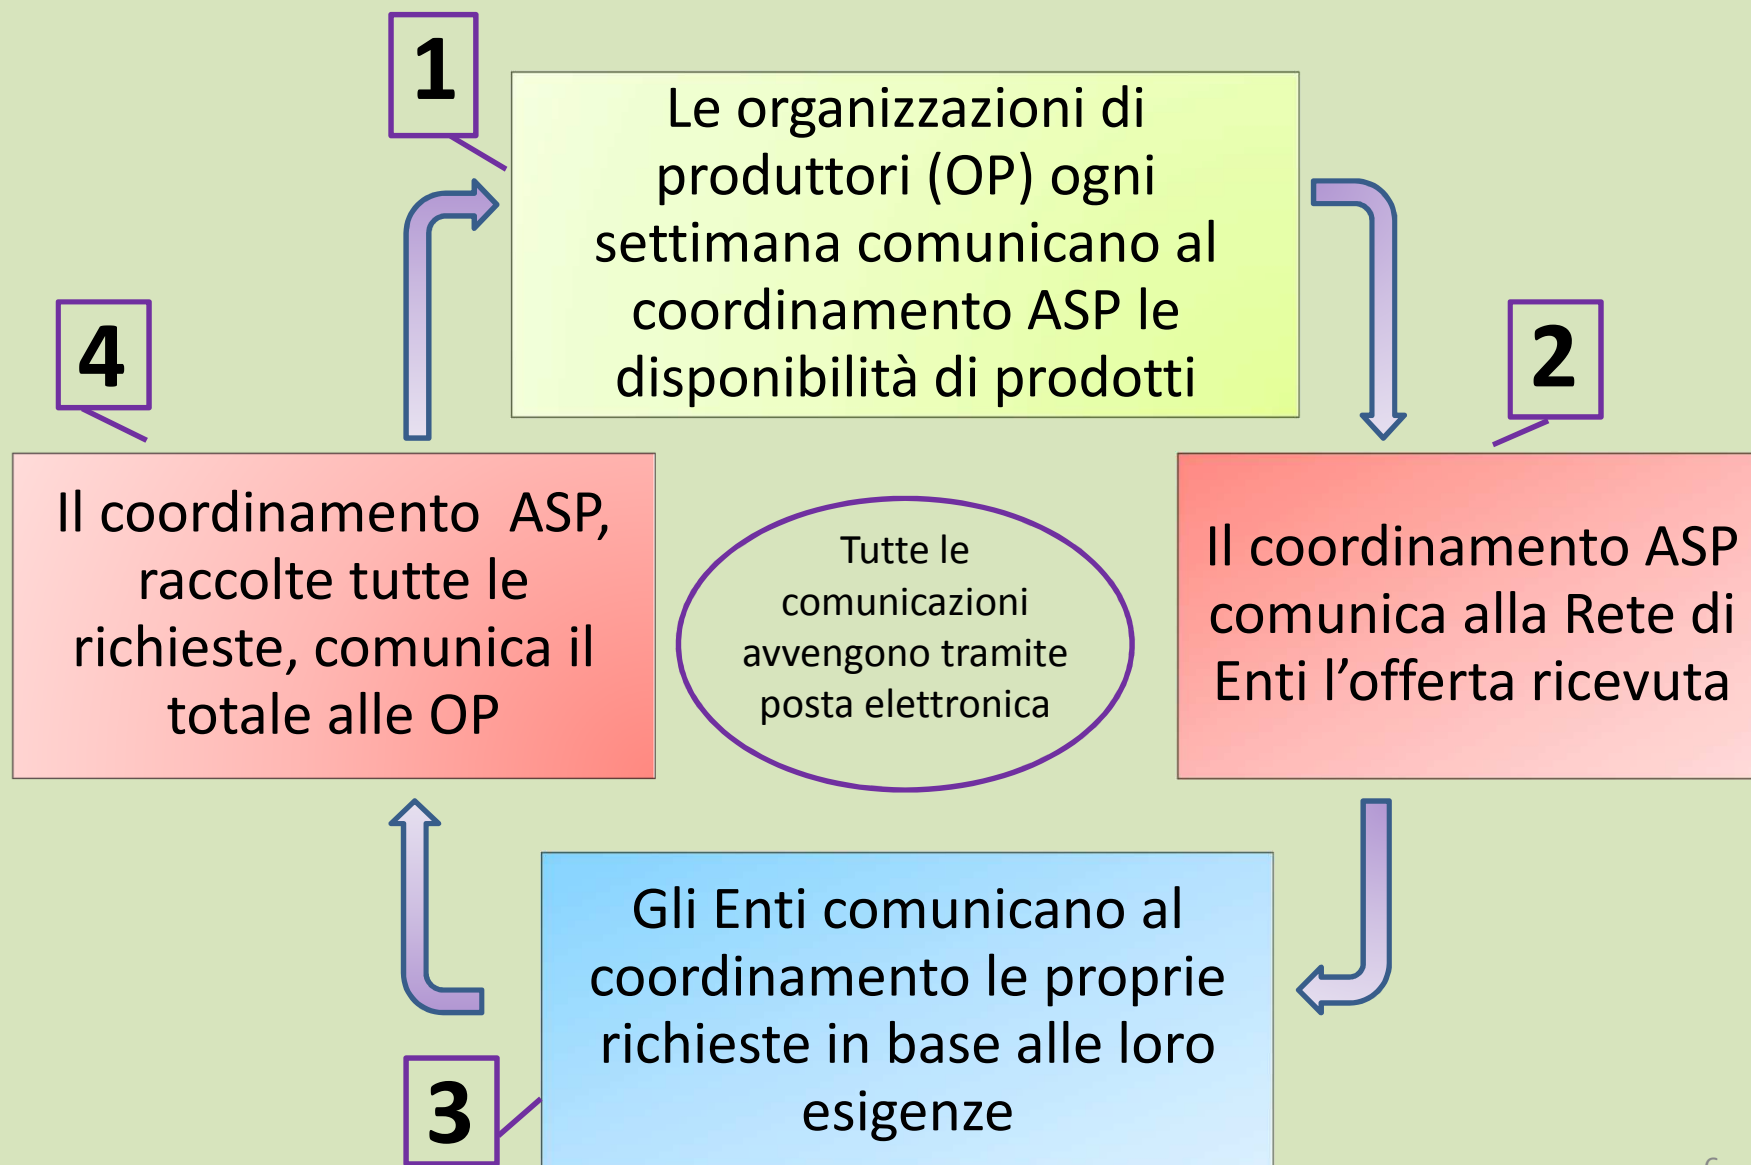 1
Le organizzazioni di
produttori (OP) ogni
settimana comunicano al
coordinamento ASP le
disponibilità di prodotti
2
Il coordinamento ASP
comunica alla Rete di
Enti l’offerta ricevuta
3
Gli Enti comunicano al
coordinamento le proprie
richieste in base alle loro
esigenze
4
Il coordinamento  ASP,
raccolte tutte le
richieste, comunica il
totale alle OP
Tutte le
comunicazioni
avvengono tramite
posta elettronica